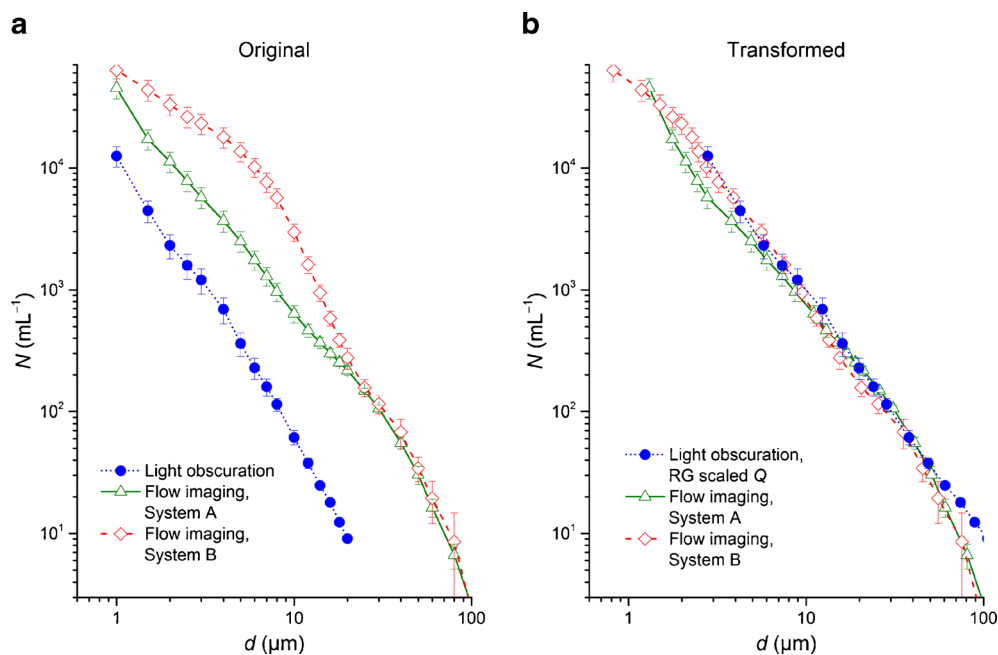 a
Original
N (mL⁻¹)
10⁴
10³
10²
10¹
Light obscuration
Flow imaging,
System A
Flow imaging,
System B
1
10
100
d (µm)
b
Transformed
N (mL⁻¹)
10⁴
10³
10²
10¹
Light obscuration,
RG scaled Q
Flow imaging,
System A
Flow imaging,
System B
1
10
100
d (µm)